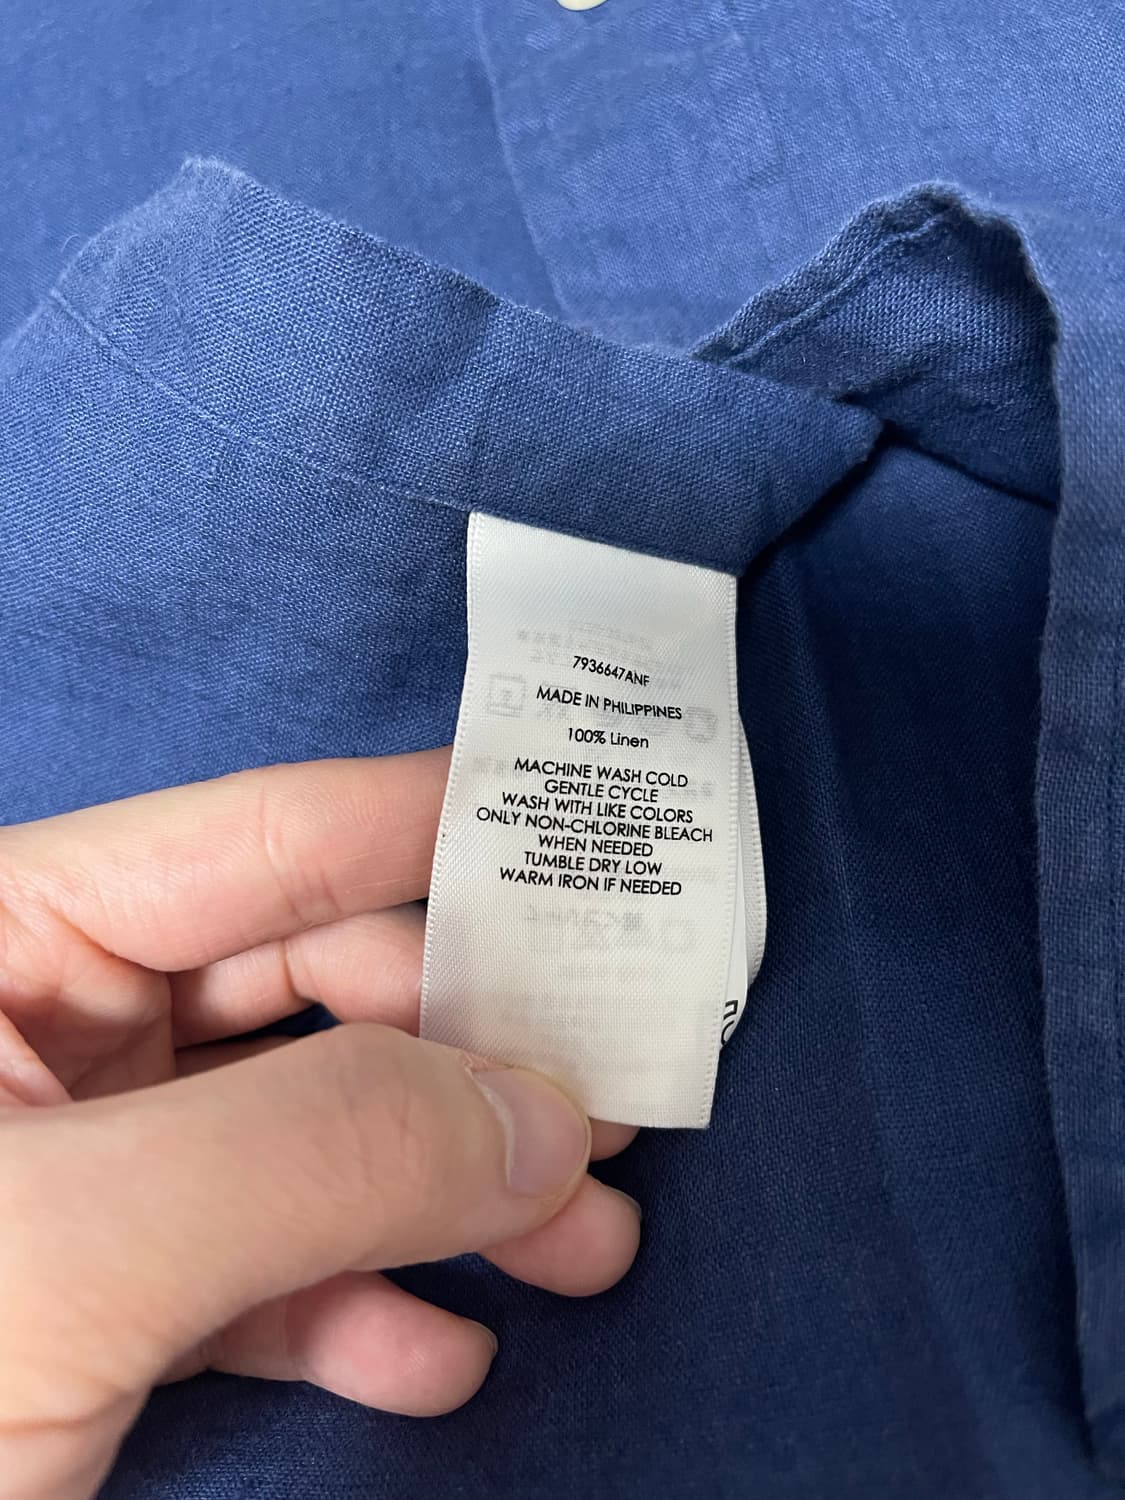 7936647ANF
MADE IN PHILIPPINES
100% Linen
MACHINE WASH COLD
GENTLE CYCLE
WASH WITH LIKE COLORS
ONLY NON-CHLORINE BLEACH
WHEN NEEDED
TUMBLE DRY LOW
WARM IRON IF NEEDED